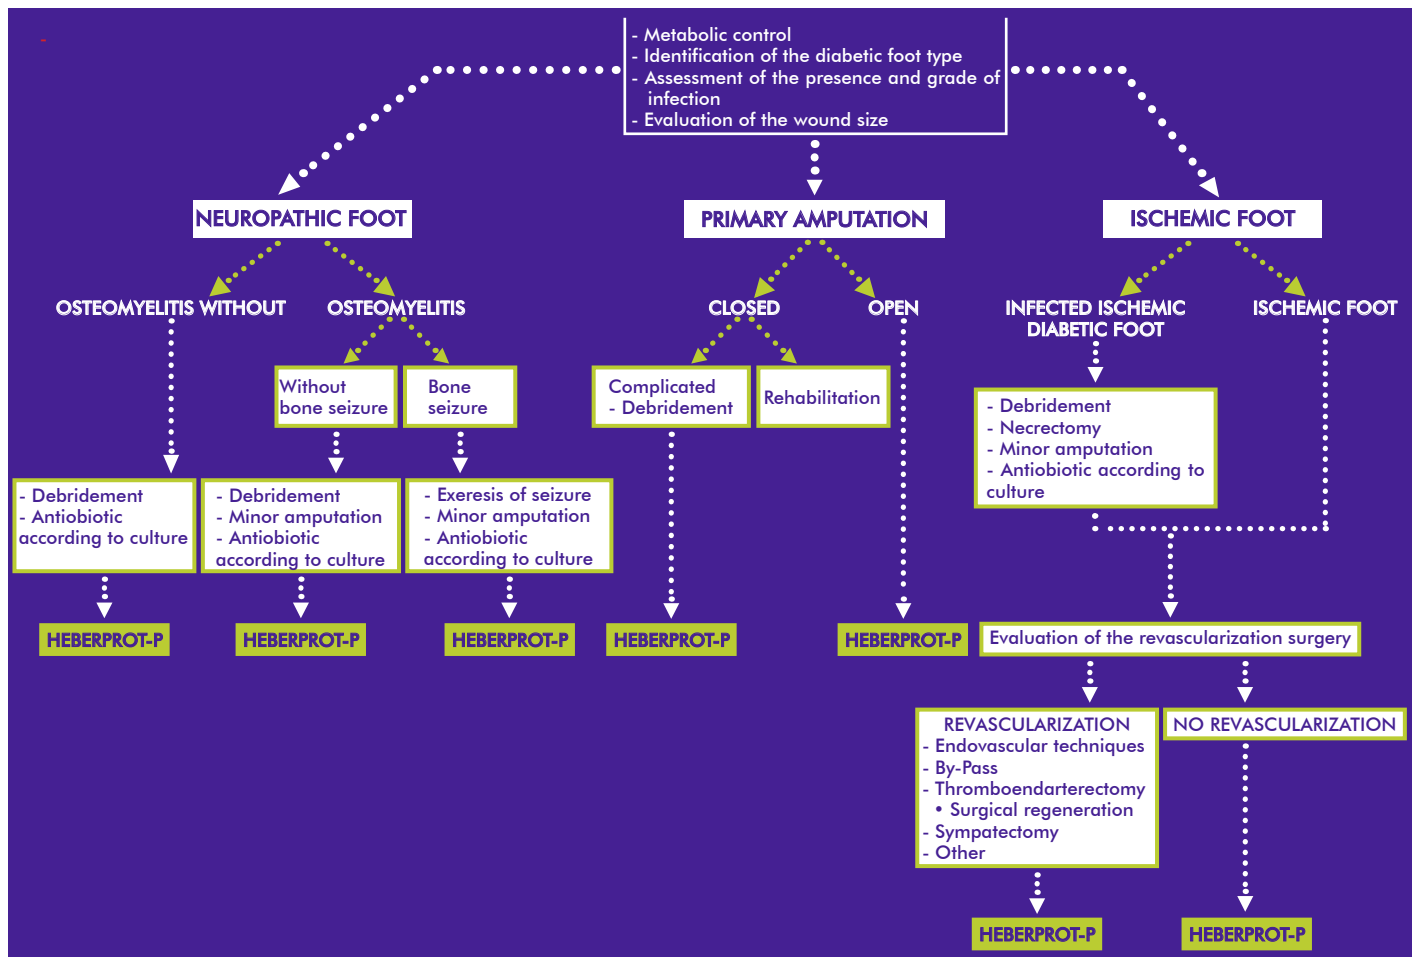 - Metabolic control
- Identification of the diabetic foot type
- Assessment of the presence and grade of
infection
- Evaluation of the wound size
NEUROPATHIC FOOT
PRIMARY AMPUTATION
ISCHEMIC FOOT
OSTEOMYELITIS WITHOUT
OSTEOMYELITIS
CLOSED
OPEN
INFECTED ISCHEMIC
DIABETIC FOOT
ISCHEMIC FOOT
Without
bone seizure
Bone
seizure
Complicated
- Debridement
Rehabilitation
- Debridement
- Necrectomy
- Minor amputation
- Antiobiotic according to
culture
- Debridement
- Antiobiotic
according to culture
- Debridement
- Minor amputation
- Antiobiotic
according to culture
- Exeresis of seizure
- Minor amputation
- Antiobiotic
according to culture
HEBERPROT-P
HEBERPROT-P
HEBERPROT-P
HEBERPROT-P
HEBERPROT-P
Evaluation of the revascularization surgery
REVASCULARIZATION
- Endovascular techniques
- By-Pass
- Thromboendarterectomy
• Surgical regeneration
- Sympatectomy
- Other
NO REVASCULARIZATION
HEBERPROT-P
HEBERPROT-P